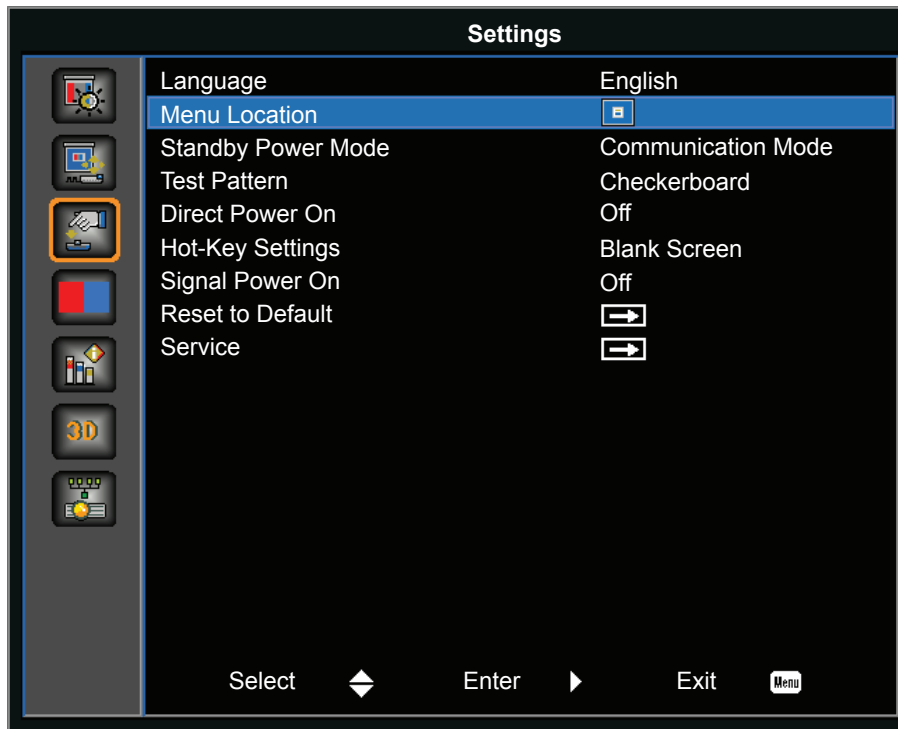 Settings
Language English
Menu Location
Standby Power Mode Communication Mode
Test Pattern Checkerboard
Direct Power On Off
Hot-Key Settings Blank Screen
Signal Power On Off
Reset to Default
Service
3D
Select Enter Exit Menu